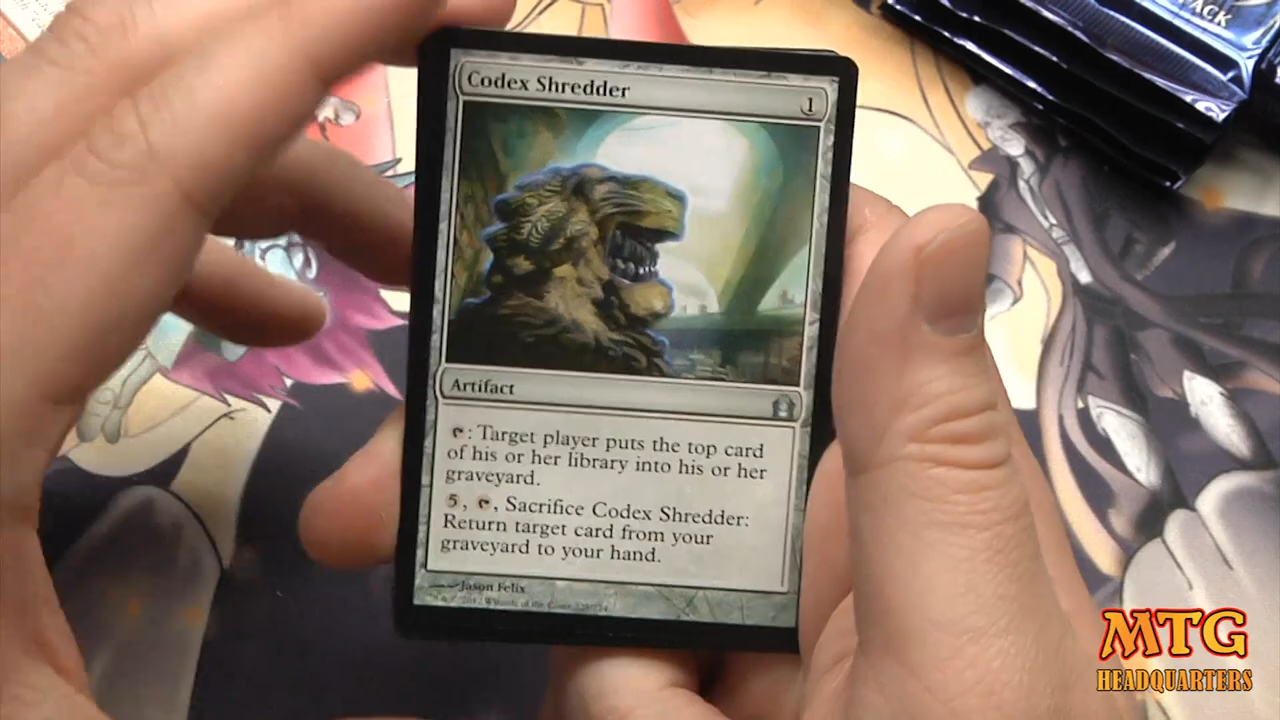 PACK
Codex Shredder 1
Artifact
: Target player puts the top card
of his or her library into his or her
graveyard.
5, , Sacrifice Codex Shredder:
Return target card from your
graveyard to your hand.
Jason Felix
MTG
HEADQUARTERS